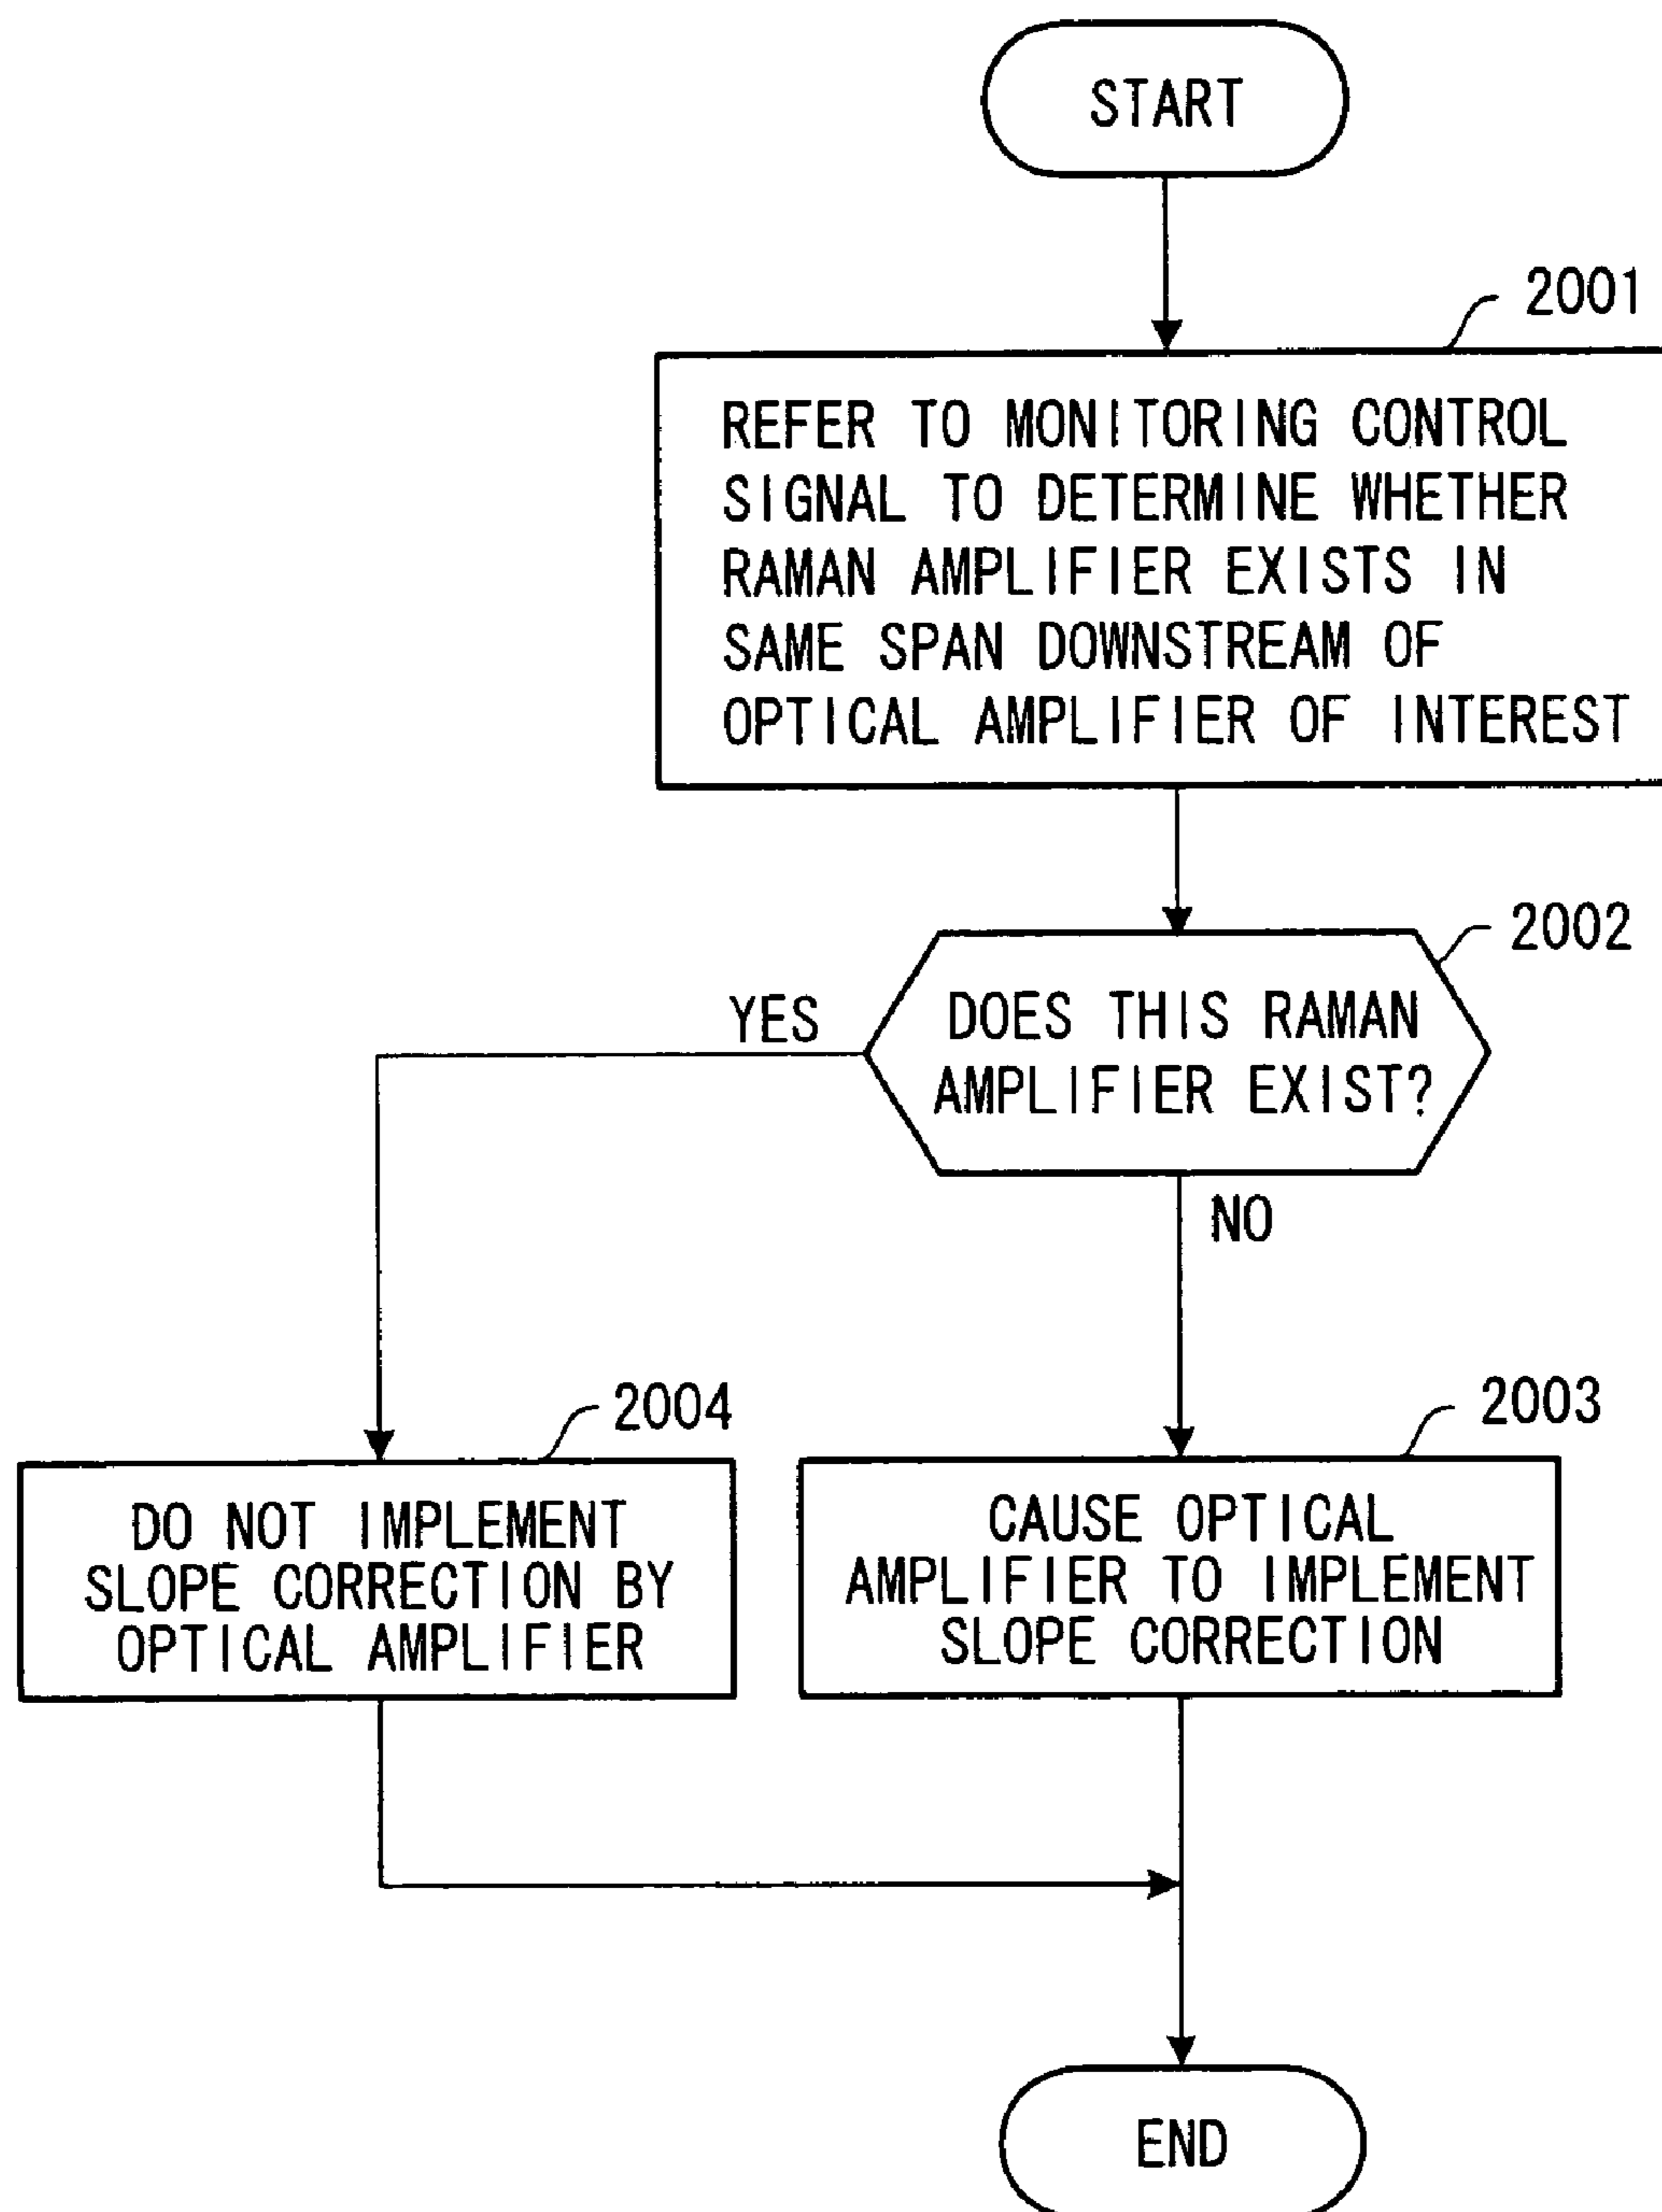 START
2001
REFER TO MONITORING CONTROL
SIGNAL TO DETERMINE WHETHER
RAMAN AMPLIFIER EXISTS IN
SAME SPAN DOWNSTREAM OF
OPTICAL AMPLIFIER OF INTEREST
2002
YES
DOES THIS RAMAN
AMPLIFIER EXIST?
NO
2004
DO NOT IMPLEMENT
SLOPE CORRECTION BY
OPTICAL AMPLIFIER
2003
CAUSE OPTICAL
AMPLIFIER TO IMPLEMENT
SLOPE CORRECTION
END